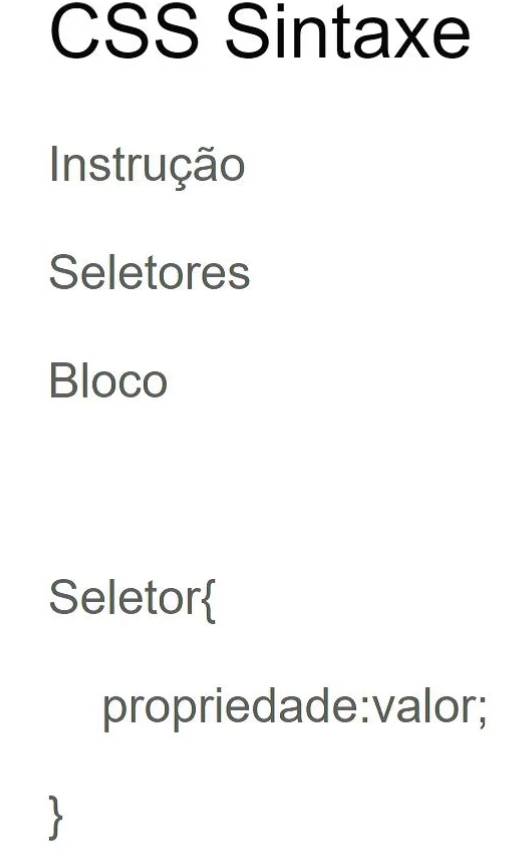 CSS Sintaxe
Instrução
Seletores
Bloco
Seletor{
propriedade:valor;
}